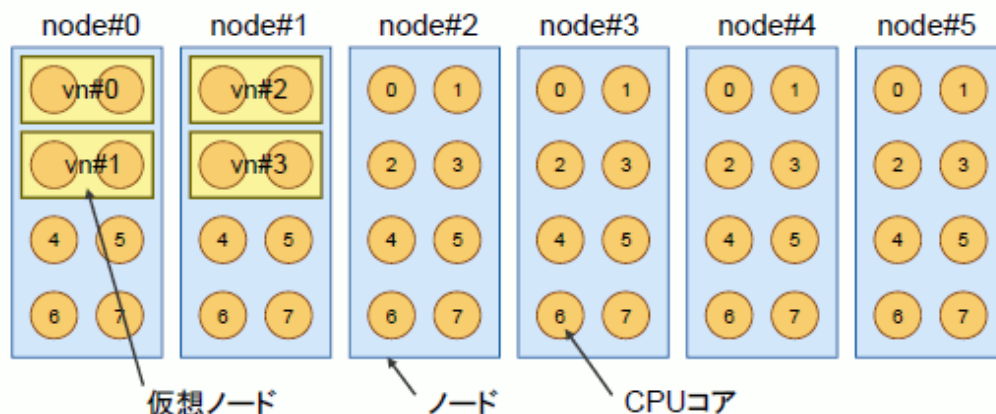 node#0 node#1 node#2 node#3 node#4 node#5
vn#0 vn#2 0 1 0 1 0 1 0 1
vn#1 vn#3 2 3 2 3 2 3 2 3
4 5 4 5 4 5 4 5 4 5 4 5
6 7 6 7 6 7 6 7 6 7 6 7
仮想ノード ノード CPUコア